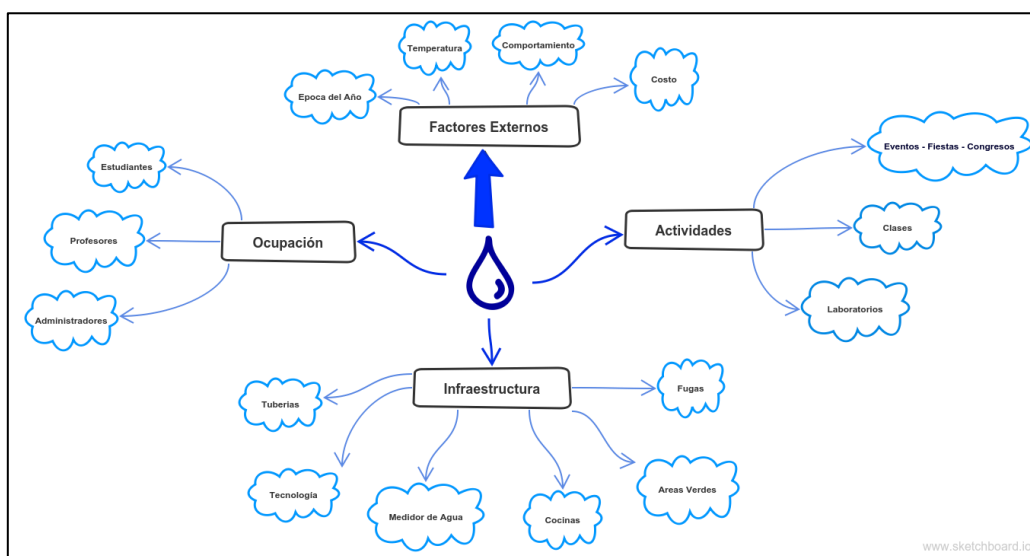 Temperatura
Comportamiento
Costo
Epoca del Año
Factores Externos
Eventos - Fiestas - Congresos
Estudiantes
Profesores
Ocupación
Actividades
Clases
Administradores
Laboratorios
Infraestructura
Tuberias
Fugas
Tecnología
Medidor de Agua
Cocinas
Areas Verdes
www.sketchboard.io